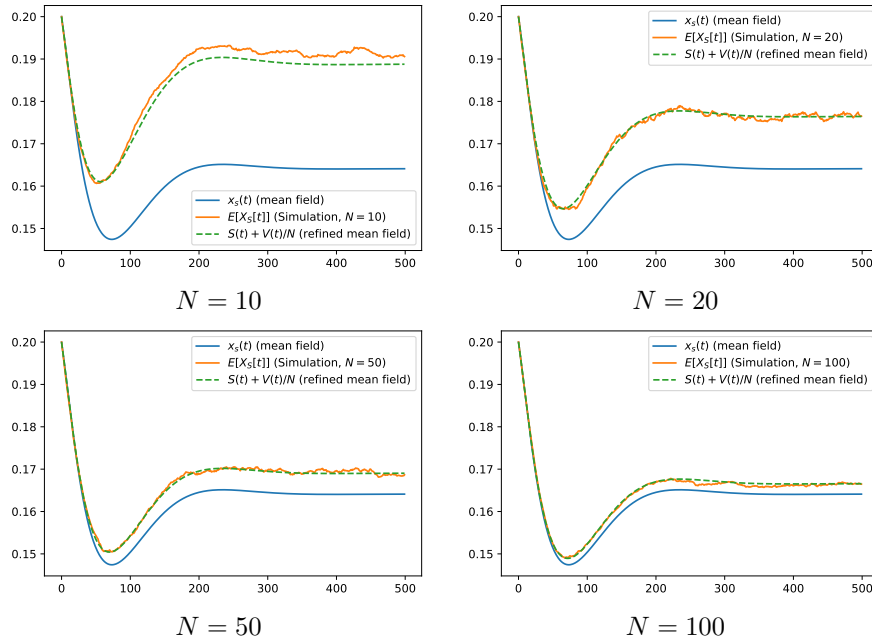 0.20
0.19
0.18
0.17
0.16
0.15
x_s(t) (mean field)
E[X_S[t]] (Simulation, N = 10)
S(t) + V(t)/N (refined mean field)
0 100 200 300 400 500
N = 10
0.20
0.19
0.18
0.17
0.16
0.15
x_s(t) (mean field)
E[X_S[t]] (Simulation, N = 20)
S(t) + V(t)/N (refined mean field)
0 100 200 300 400 500
N = 20
0.20
0.19
0.18
0.17
0.16
0.15
x_s(t) (mean field)
E[X_S[t]] (Simulation, N = 50)
S(t) + V(t)/N (refined mean field)
0 100 200 300 400 500
N = 50
0.20
0.19
0.18
0.17
0.16
0.15
x_s(t) (mean field)
E[X_S[t]] (Simulation, N = 100)
S(t) + V(t)/N (refined mean field)
0 100 200 300 400 500
N = 100